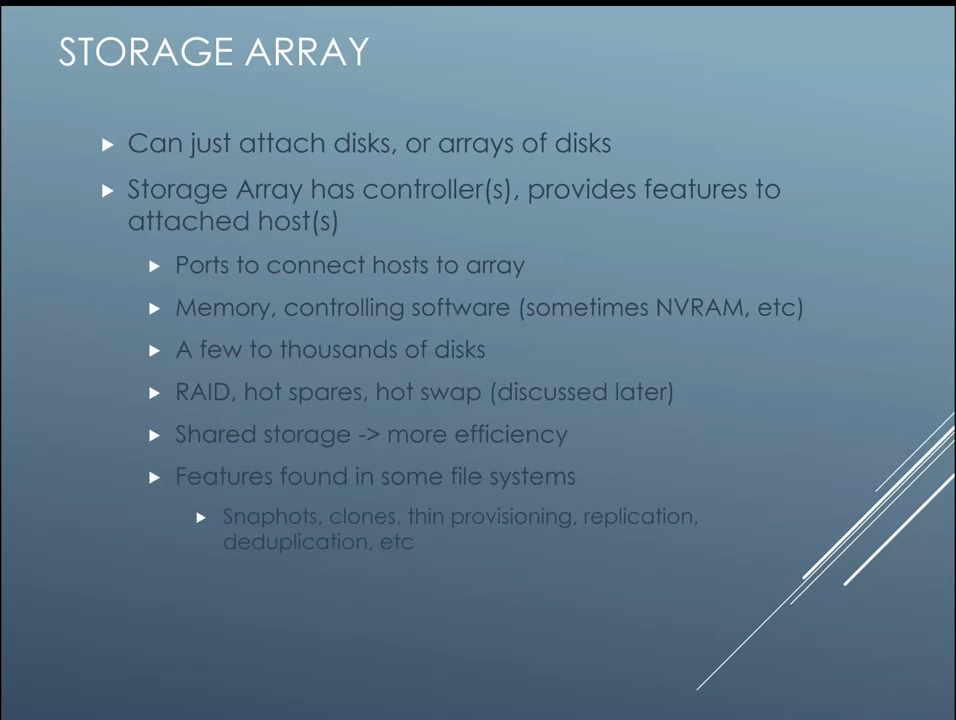 STORAGE ARRAY
Can just attach disks, or arrays of disks
Storage Array has controller(s), provides features to
attached host(s)
Ports to connect hosts to array
Memory, controlling software (sometimes NVRAM, etc)
A few to thousands of disks
RAID, hot spares, hot swap (discussed later)
Shared storage -> more efficiency
Features found in some file systems
Snaphots, clones, thin provisioning, replication,
deduplication, etc